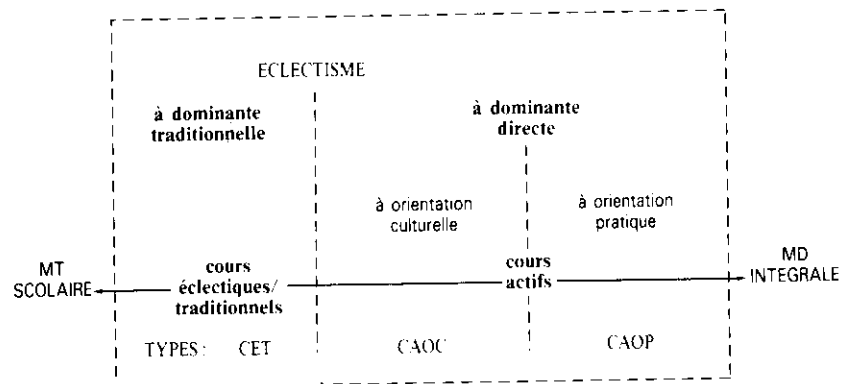 ECLECTISME
à dominante
traditionnelle
à dominante
directe
à orientation
culturelle
à orientation
pratique
MT
SCOLAIRE
cours
éclectiques/
traditionnels
cours
actifs
MD
INTEGRALE
TYPES : CET CAOC CAOP